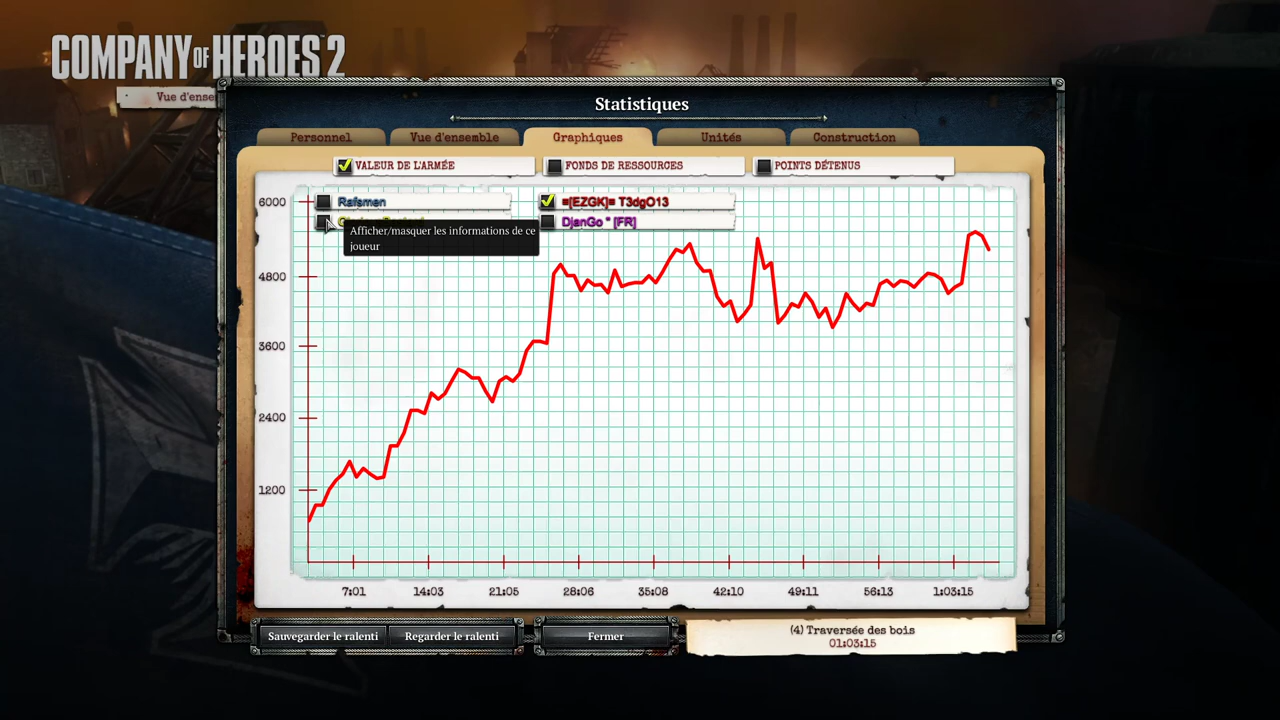 COMPANY OF HEROES 2
Vue d'ense
Statistiques
Personnel
Vue d'ensemble
Graphiques
Unités
Construction
VALEUR DE L'ARMÉE
FONDS DE RESSOURCES
POINTS DÉTENUS
6000
Rafsmen
=[EZGK]= T3dgO13
DjanGo * [FR]
Afficher/masquer les informations de ce
joueur
4800
3600
2400
1200
7:01 14:03 21:05 28:06 35:08 42:10 49:11 56:13 1:03:15
Sauvegarder le ralenti
Regarder le ralenti
Fermer
(4) Traversée des bois
01:03:15